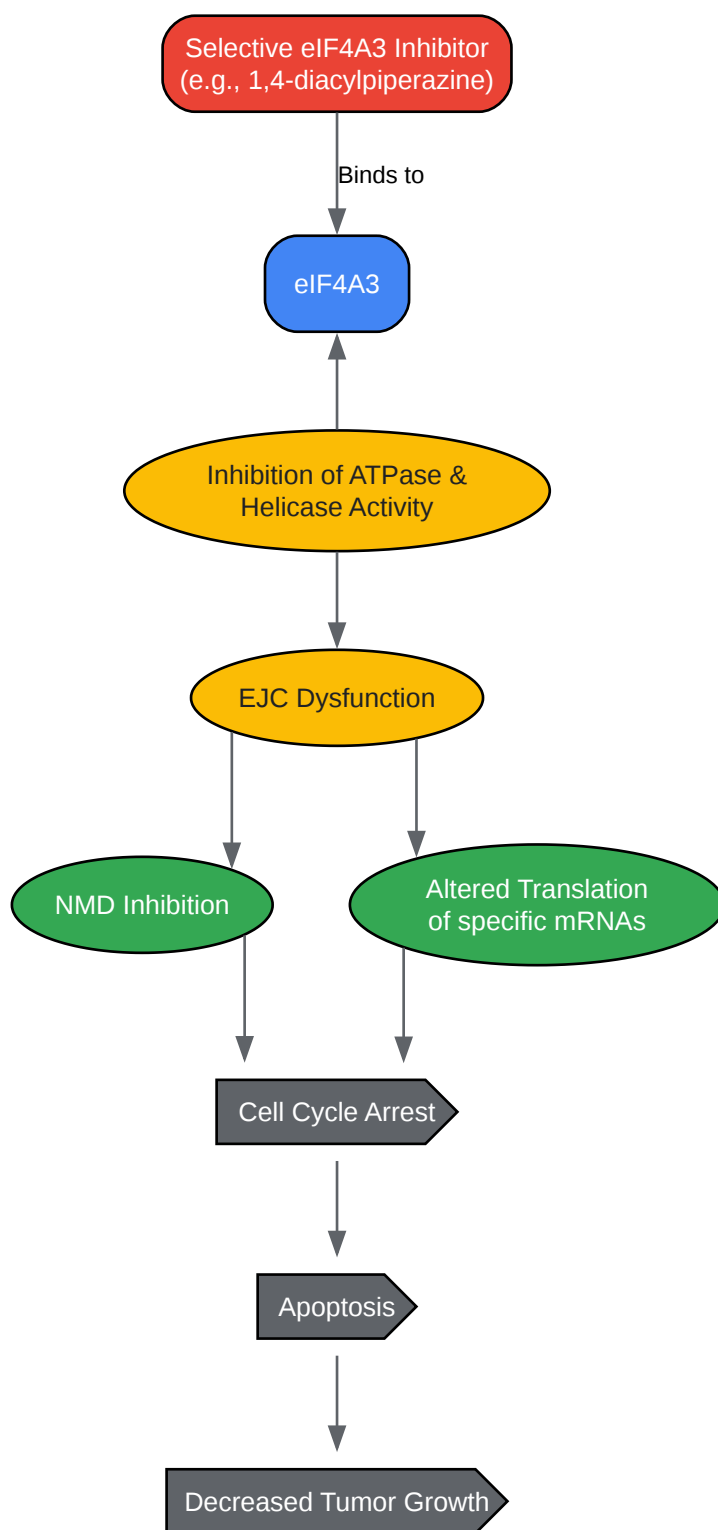 Selective eIF4A3 Inhibitor
(e.g., 1,4-diacylpiperazine)
Binds to
eIF4A3
Inhibition of ATPase &
Helicase Activity
EJC Dysfunction
NMD Inhibition
Altered Translation
of specific mRNAs
Cell Cycle Arrest
Apoptosis
Decreased Tumor Growth